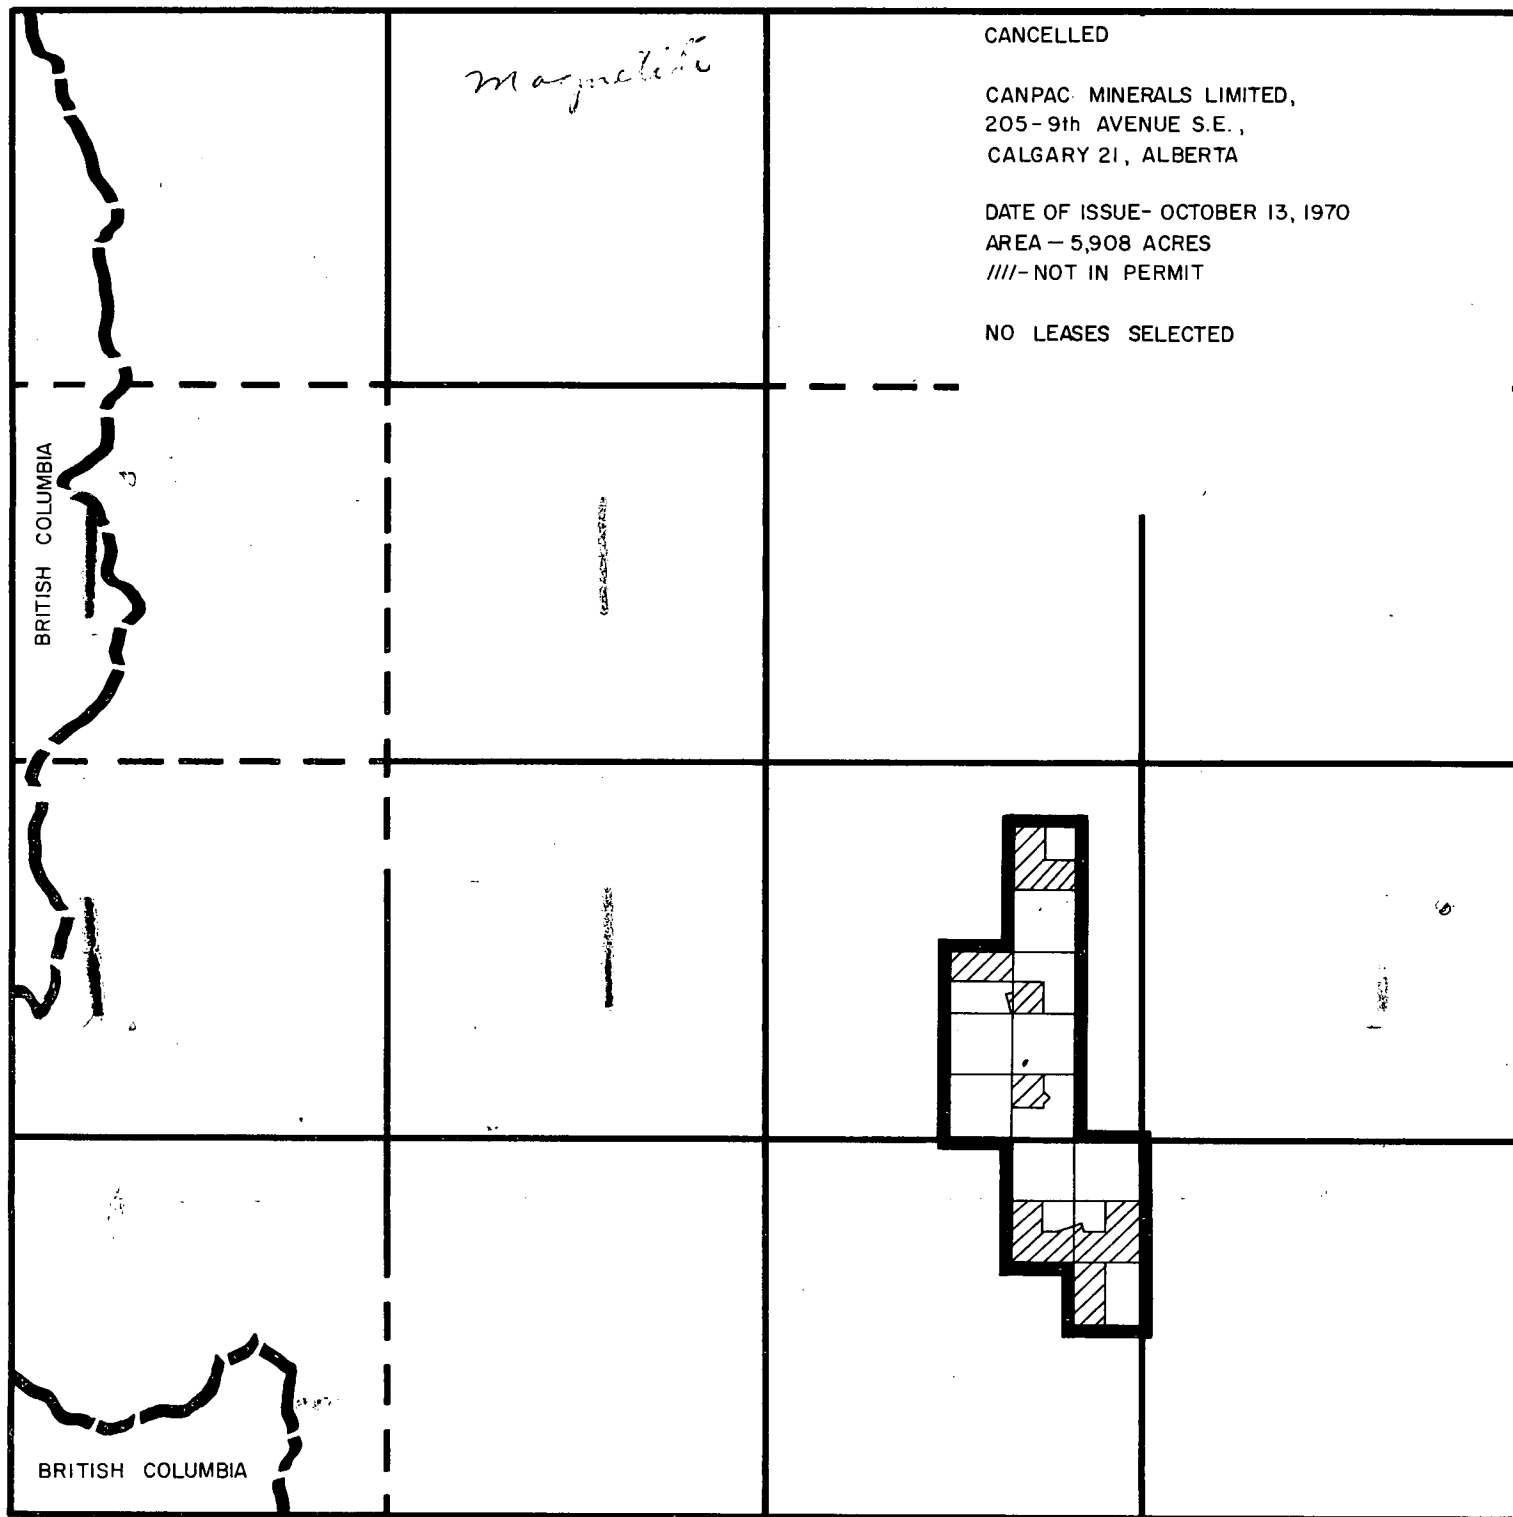 Magnetite
CANCELLED
CANPAC MINERALS LIMITED,
205-9th AVENUE S.E.,
CALGARY 21, ALBERTA
DATE OF ISSUE- OCTOBER 13, 1970
AREA — 5,908 ACRES
////- NOT IN PERMIT
NO LEASES SELECTED
BRITISH COLUMBIA
BRITISH COLUMBIA